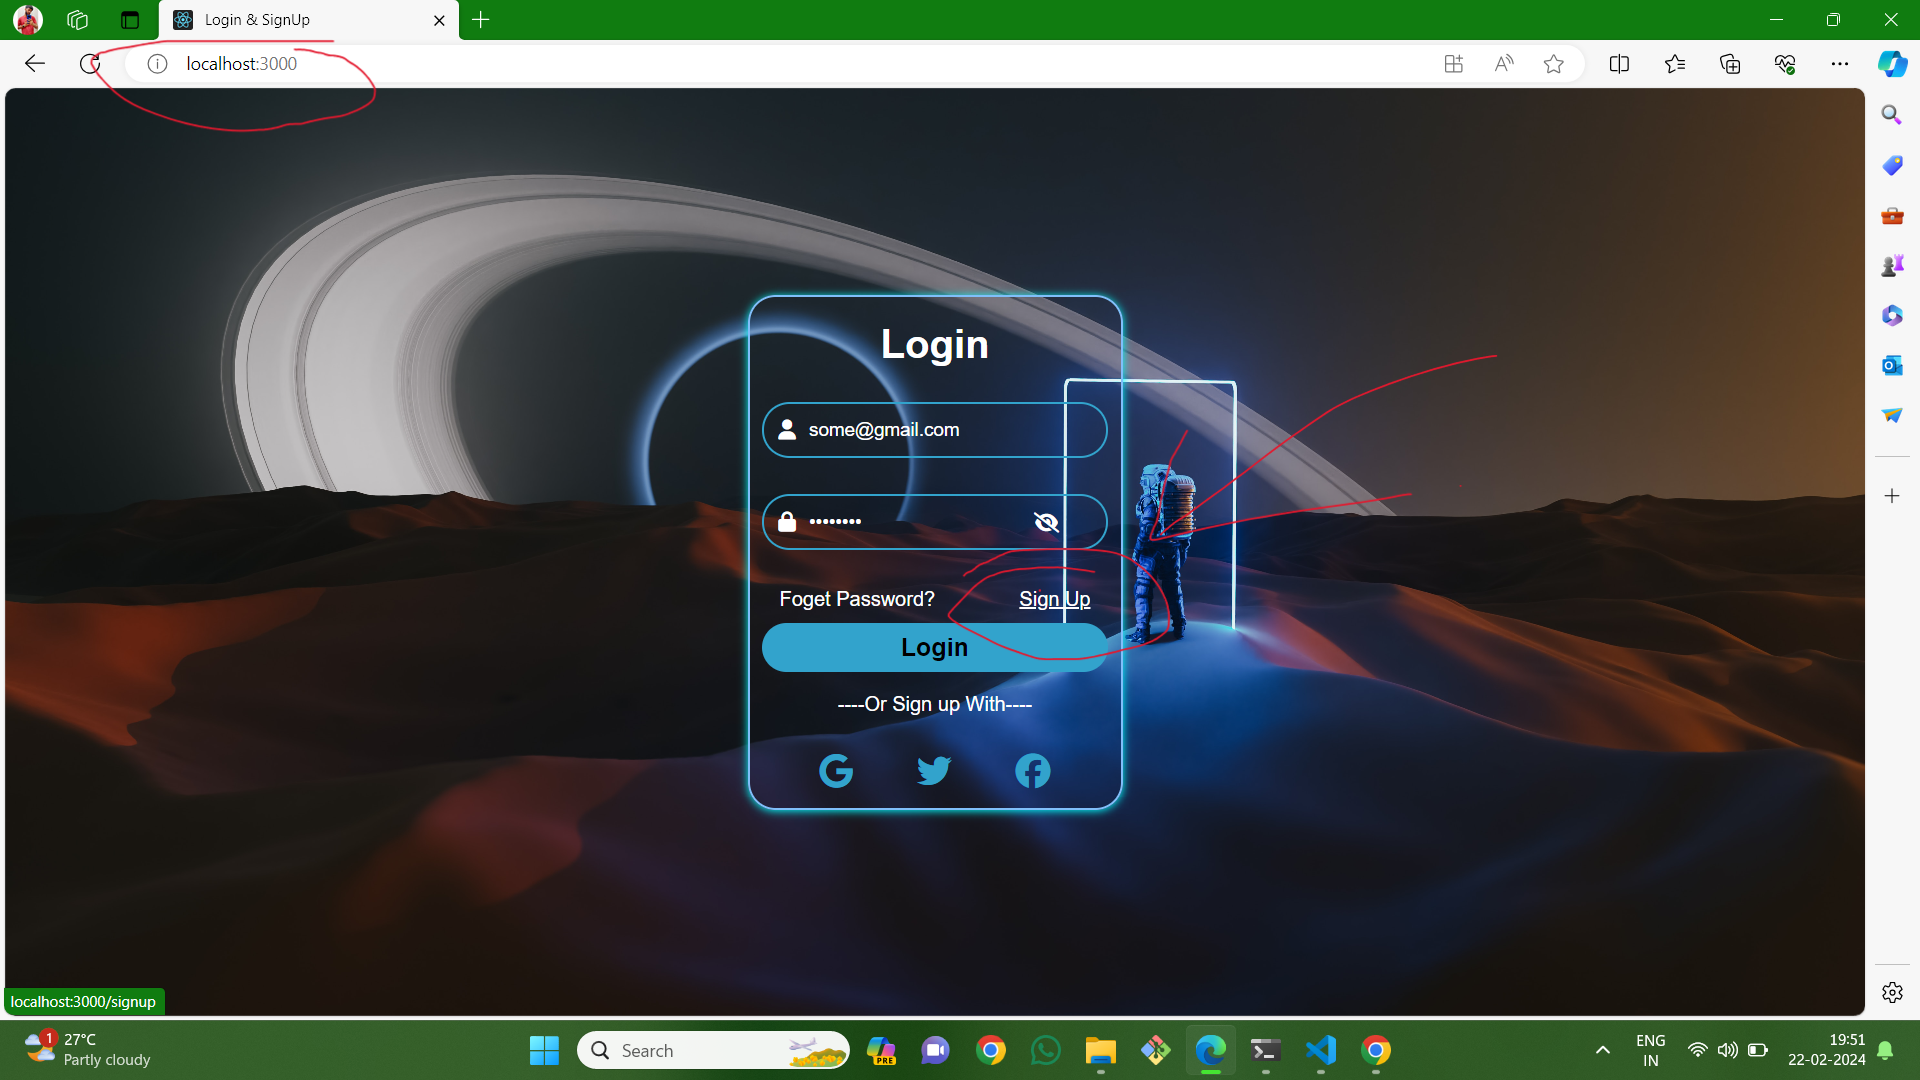 Login & SignUp
localhost:3000
Login
some@gmail.com
••••••••
Foget Password?
Sign Up
Login
----Or Sign up With----
localhost:3000/signup
1
27°C
Partly cloudy
Search
PRE
ENG
IN
19:51
22-02-2024